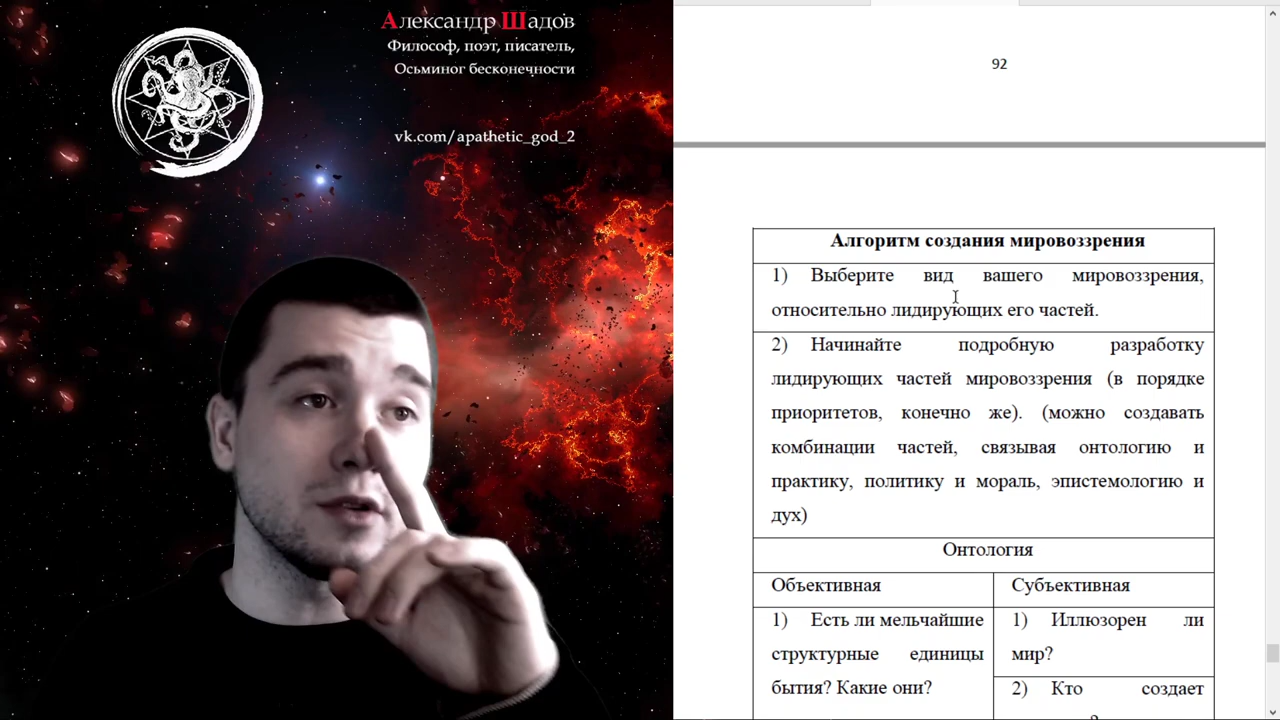 Александр Шадов
Философ, поэт, писатель,
Осьминог бесконечности
vk.com/apathetic_god_2
92
Алгоритм создания мировоззрения
1) Выберите вид вашего мировоззрения,
относительно лидирующих его частей.
2) Начинайте подробную разработку
лидирующих частей мировоззрения (в порядке
приоритетов, конечно же). (можно создавать
комбинации частей, связывая онтологию и
практику, политику и мораль, эпистемологию и
дух)
Онтология
Объективная
Субъективная
1) Есть ли мельчайшие
структурные единицы
бытия? Какие они?
1) Иллюзорен ли
мир?
2) Кто создает